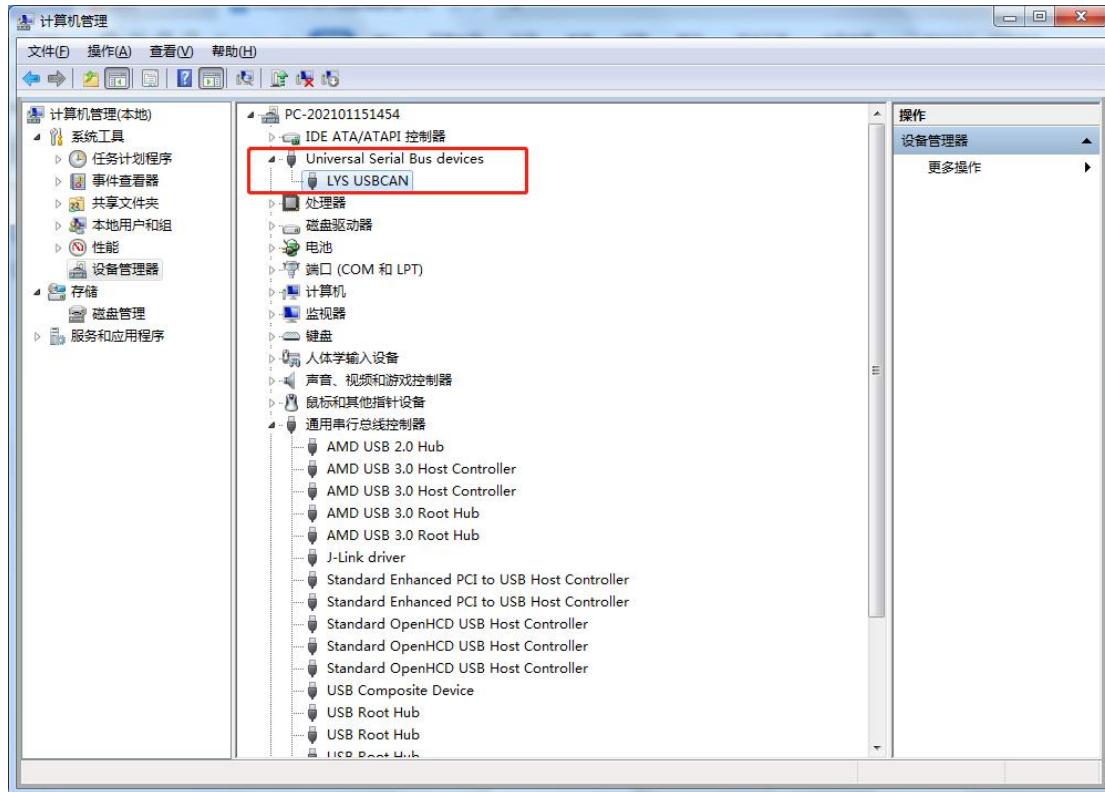 计算机管理
文件(F) 操作(A) 查看(V) 帮助(H)
计算机管理(本地)
系统工具
任务计划程序
事件查看器
共享文件夹
本地用户和组
性能
设备管理器
存储
磁盘管理
服务和应用程序
PC-202101151454
IDE ATA/ATAPI 控制器
Universal Serial Bus devices
LYS USBCAN
处理器
磁盘驱动器
电池
端口 (COM 和 LPT)
计算机
监视器
键盘
人体学输入设备
声音、视频和游戏控制器
鼠标和其他指针设备
通用串行总线控制器
AMD USB 2.0 Hub
AMD USB 3.0 Host Controller
AMD USB 3.0 Host Controller
AMD USB 3.0 Root Hub
AMD USB 3.0 Root Hub
J-Link driver
Standard Enhanced PCI to USB Host Controller
Standard Enhanced PCI to USB Host Controller
Standard OpenHCD USB Host Controller
Standard OpenHCD USB Host Controller
Standard OpenHCD USB Host Controller
USB Composite Device
USB Root Hub
USB Root Hub
USB Root Hub
操作
设备管理器
更多操作